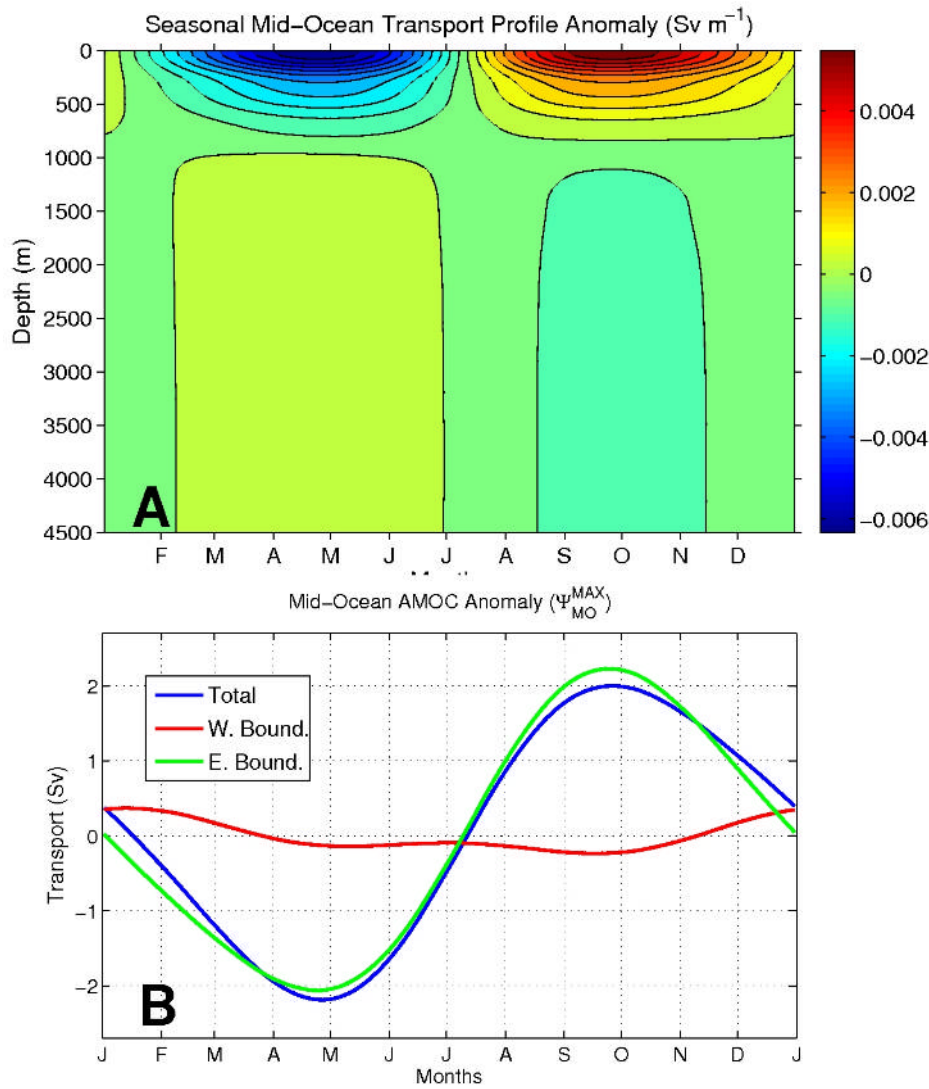 Seasonal Mid-Ocean Transport Profile Anomaly (Sv m⁻¹)
0
500
1000
1500
2000
2500
3000
3500
4000
4500
Depth (m)
A
F M A M J J A S O N D
0.004
0.002
0
−0.002
−0.004
−0.006
Mid-Ocean AMOC Anomaly (Ψ_MO^MAX)
2
1
0
−1
−2
Transport (Sv)
Total
W. Bound.
E. Bound.
B
J F M A M J J A S O N D J
Months